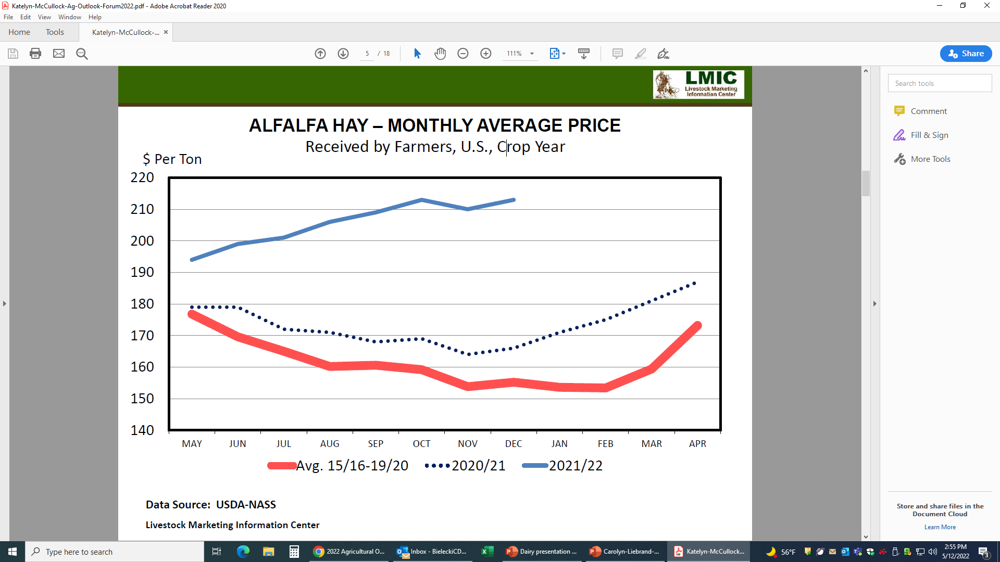 Katelyn-McCullock-Ag-Outlook-Forum2022.pdf - Adobe Acrobat Reader 2020
File Edit View Window Help
Home Tools Katelyn-McCullock-...
5 / 18 111% Share
LMIC
Livestock Marketing
Information Center
Search tools
Comment
Fill & Sign
More Tools
ALFALFA HAY – MONTHLY AVERAGE PRICE
Received by Farmers, U.S., Crop Year
$ Per Ton
220
210
200
190
180
170
160
150
140
MAY JUN JUL AUG SEP OCT NOV DEC JAN FEB MAR APR
Avg. 15/16-19/20 2020/21 2021/22
Data Source: USDA-NASS
Livestock Marketing Information Center
Store and share files in the
Document Cloud
Learn More
Type here to search
2022 Agricultural O...
Inbox - BieleckiCD...
Dairy presentation ...
Carolyn-Liebrand-...
Katelyn-McCullock...
56°F
2:55 PM
5/12/2022
3